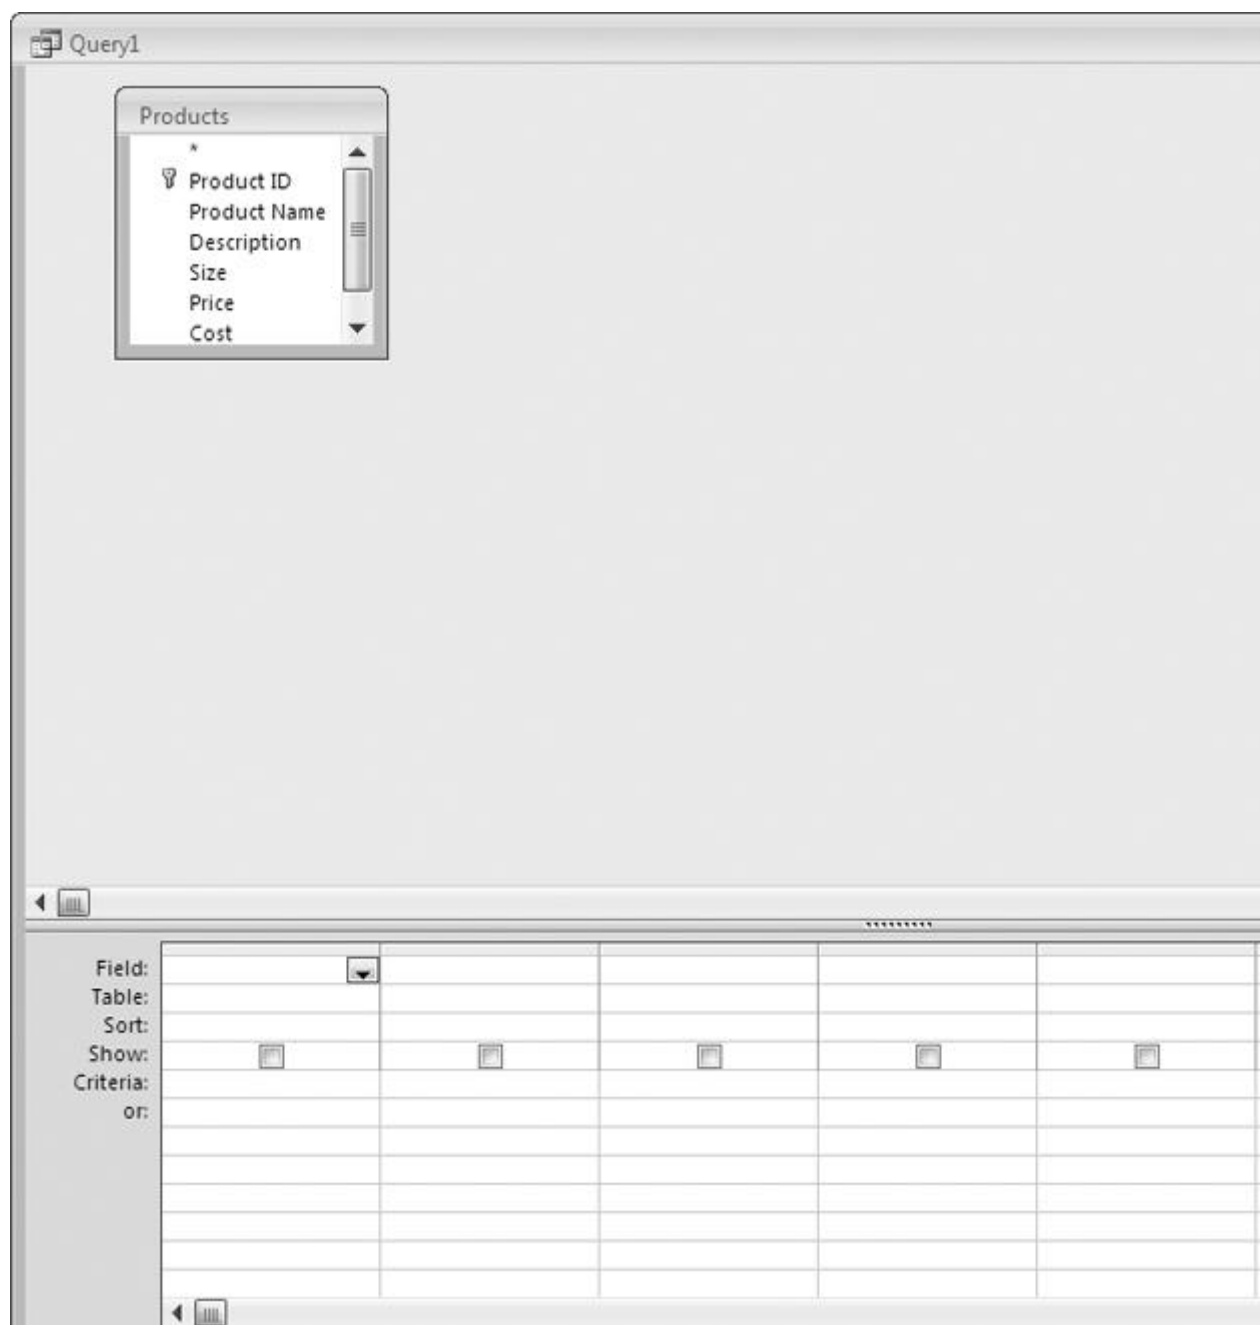 Query1
Products
*
Product ID
Product Name
Description
Size
Price
Cost
Field:
Table:
Sort:
Show:
Criteria:
or: